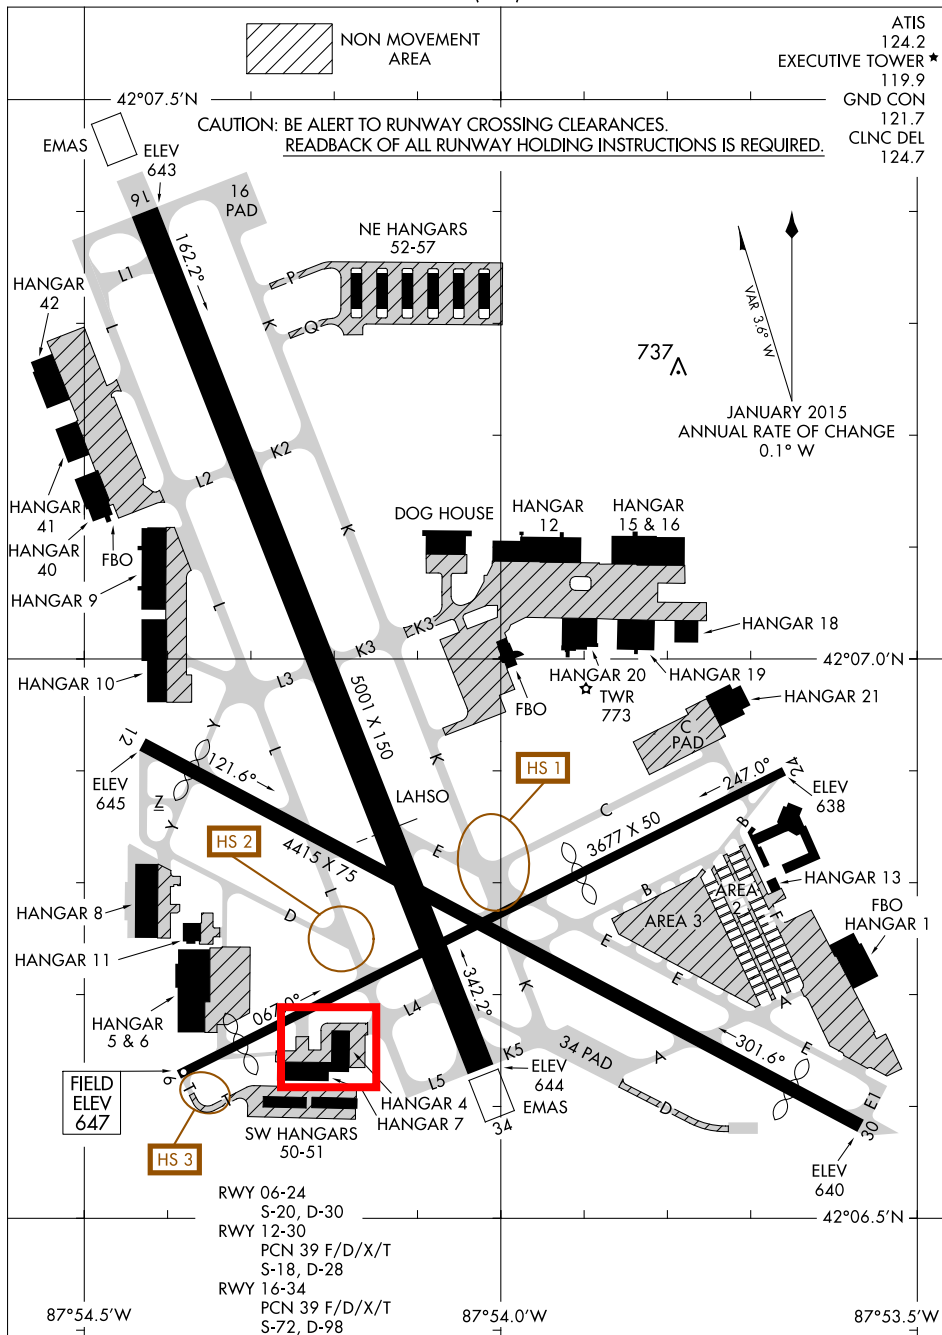 NON MOVEMENT
AREA
ATIS
124.2
EXECUTIVE TOWER ★
119.9
GND CON
121.7
CLNC DEL
124.7
42°07.5'N
CAUTION: BE ALERT TO RUNWAY CROSSING CLEARANCES.
READBACK OF ALL RUNWAY HOLDING INSTRUCTIONS IS REQUIRED.
EMAS
ELEV
643
16
16
PAD
162.2°
NE HANGARS
52-57
P
Q
L1
L
K
HANGAR
42
VAR 3.6° W
737
JANUARY 2015
ANNUAL RATE OF CHANGE
0.1° W
K2
L2
HANGAR
41
HANGAR
40
FBO
K
DOG HOUSE
HANGAR
12
HANGAR
15 & 16
HANGAR 9
L
K3
K3
HANGAR 18
42°07.0'N
HANGAR 10
L3
5001 X 150
FBO
HANGAR 20
TWR
773
HANGAR 19
HANGAR 21
C
PAD
Y
L
K
12
121.6°
ELEV
645
HS 1
247.0°
24
ELEV
638
Z
Y
LAHSO
C
3677 X 50
HS 2
4415 X 75
E
B
L
B
AREA
2
HANGAR 13
HANGAR 8
D
AREA 3
F
FBO
HANGAR 1
HANGAR 11
E
E
K
A
342.2°
HANGAR
5 & 6
067.0°
L4
34 PAD
A
301.6°
E
K5
ELEV
644
L5
6
FIELD
ELEV
647
T
A
HANGAR 4
HANGAR 7
EMAS
34
D
E1
30
SW HANGARS
50-51
HS 3
ELEV
640
RWY 06-24
S-20, D-30
RWY 12-30
PCN 39 F/D/X/T
S-18, D-28
RWY 16-34
PCN 39 F/D/X/T
S-72, D-98
42°06.5'N
87°54.5'W
87°54.0'W
87°53.5'W